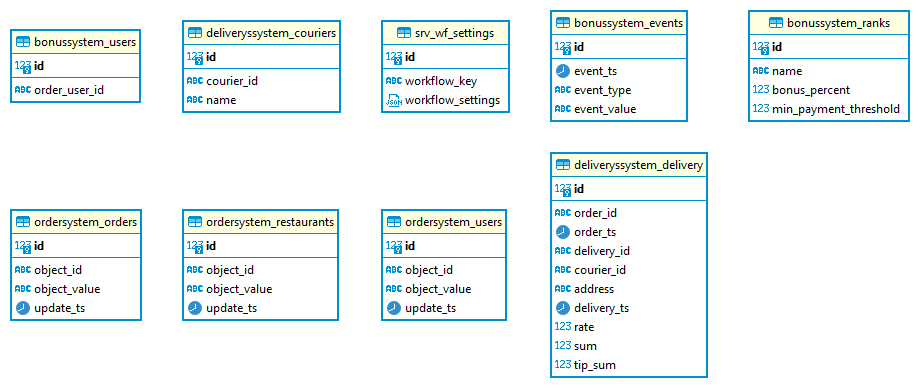 bonussystem_users
123 id
ABC order_user_id
deliveryssystem_couriers
123 id
ABC courier_id
ABC name
srv_wf_settings
123 id
ABC workflow_key
JSON workflow_settings
bonussystem_events
123 id
event_ts
ABC event_type
ABC event_value
bonussystem_ranks
123 id
ABC name
123 bonus_percent
123 min_payment_threshold
ordersystem_orders
123 id
ABC object_id
ABC object_value
update_ts
ordersystem_restaurants
123 id
ABC object_id
ABC object_value
update_ts
ordersystem_users
123 id
ABC object_id
ABC object_value
update_ts
deliveryssystem_delivery
123 id
ABC order_id
order_ts
ABC delivery_id
ABC courier_id
ABC address
delivery_ts
123 rate
123 sum
123 tip_sum